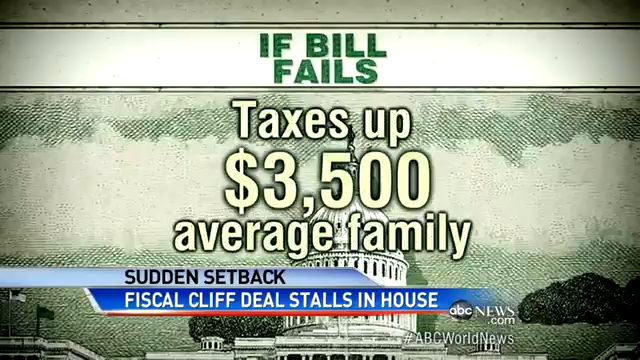 IF BILL
FAILS
Taxes up
$3,500
average family
SUDDEN SETBACK
FISCAL CLIFF DEAL STALLS IN HOUSE
abc NEWS
.com
#ABCWorldNews